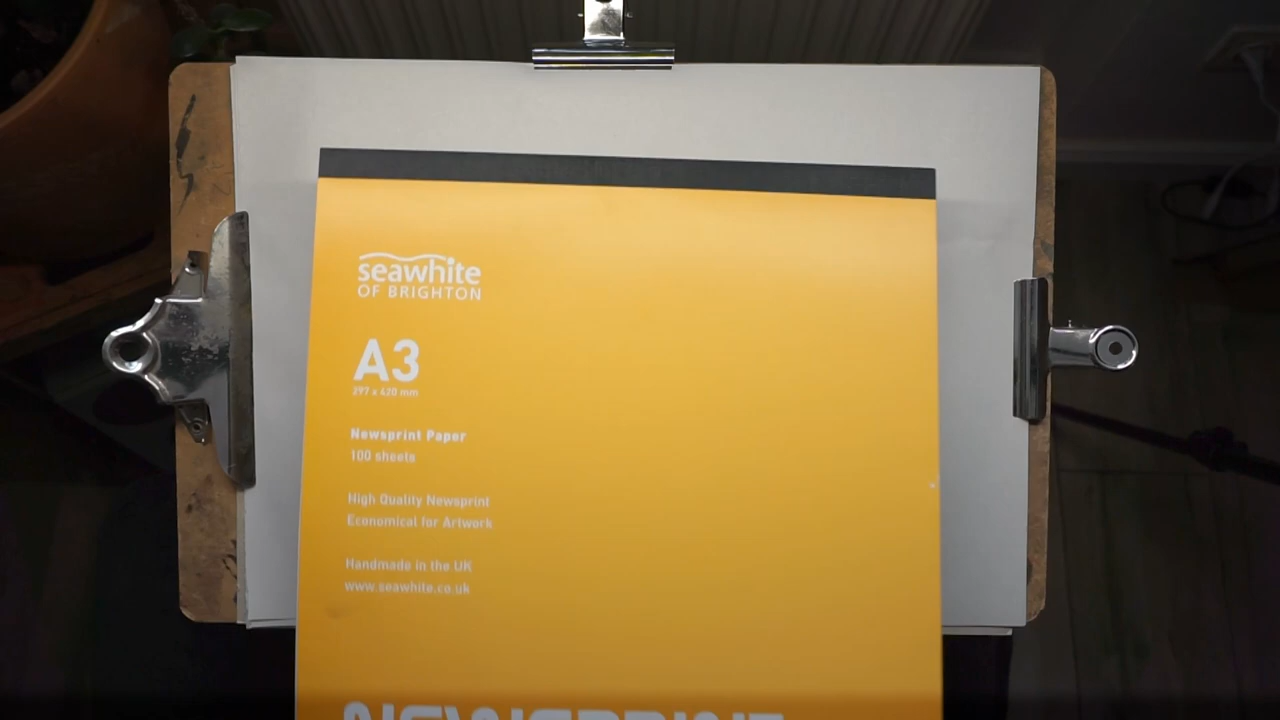 seawhite
OF BRIGHTON
A3
297 x 420 mm
Newsprint Paper
100 sheets
High Quality Newsprint
Economical for Artwork
Handmade in the UK
www.seawhite.co.uk
NEWSPRINT